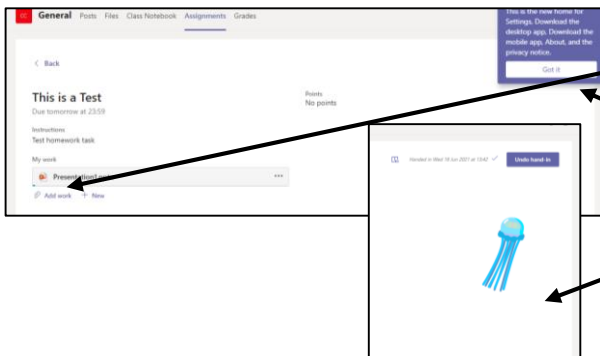 General Posts Files Class Notebook Assignments Grades
This is the new home for
Settings. Download the
desktop app, Download the
mobile app, About, and the
privacy notice.
Got it
< Back
This is a Test
Due tomorrow at 23:59
Points
No points
Instructions
Test homework task
My work
Presentation1
Add work + New
Handed in Wed 16 Jun 2021 at 13:47
Undo hand-in